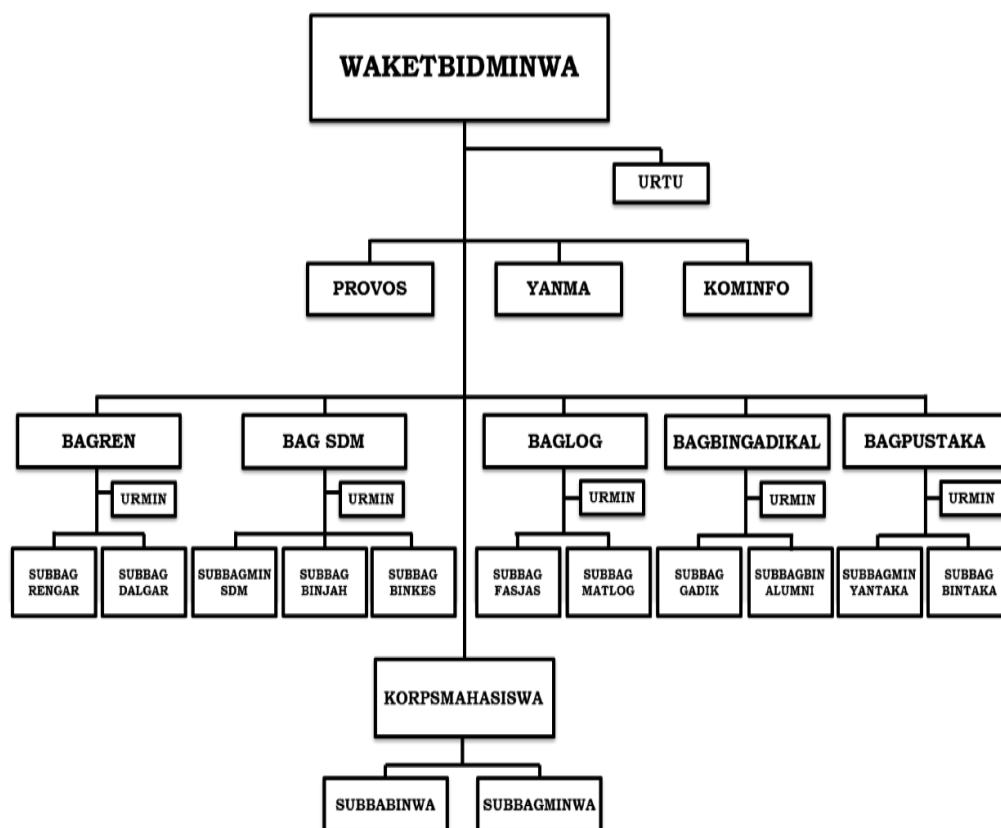 WAKETBIDMINWA
URTU
PROVOS
YANMA
KOMINFO
BAGREN
BAG SDM
BAGLOG
BAGBINGADIKAL
BAGPUSTAKA
URMIN
URMIN
URMIN
URMIN
URMIN
SUBBAG
RENGAR
SUBBAG
DALGAR
SUBBAGMIN
SDM
SUBBAG
BINJAH
SUBBAG
BINKES
SUBBAG
FASJAS
SUBBAG
MATLOG
SUBBAG
GADIK
SUBBAGBIN
ALUMNI
SUBBAGMIN
YANTAKA
SUBBAG
BINTAKA
KORPSMAHASISWA
SUBBABINWA
SUBBAGMINWA